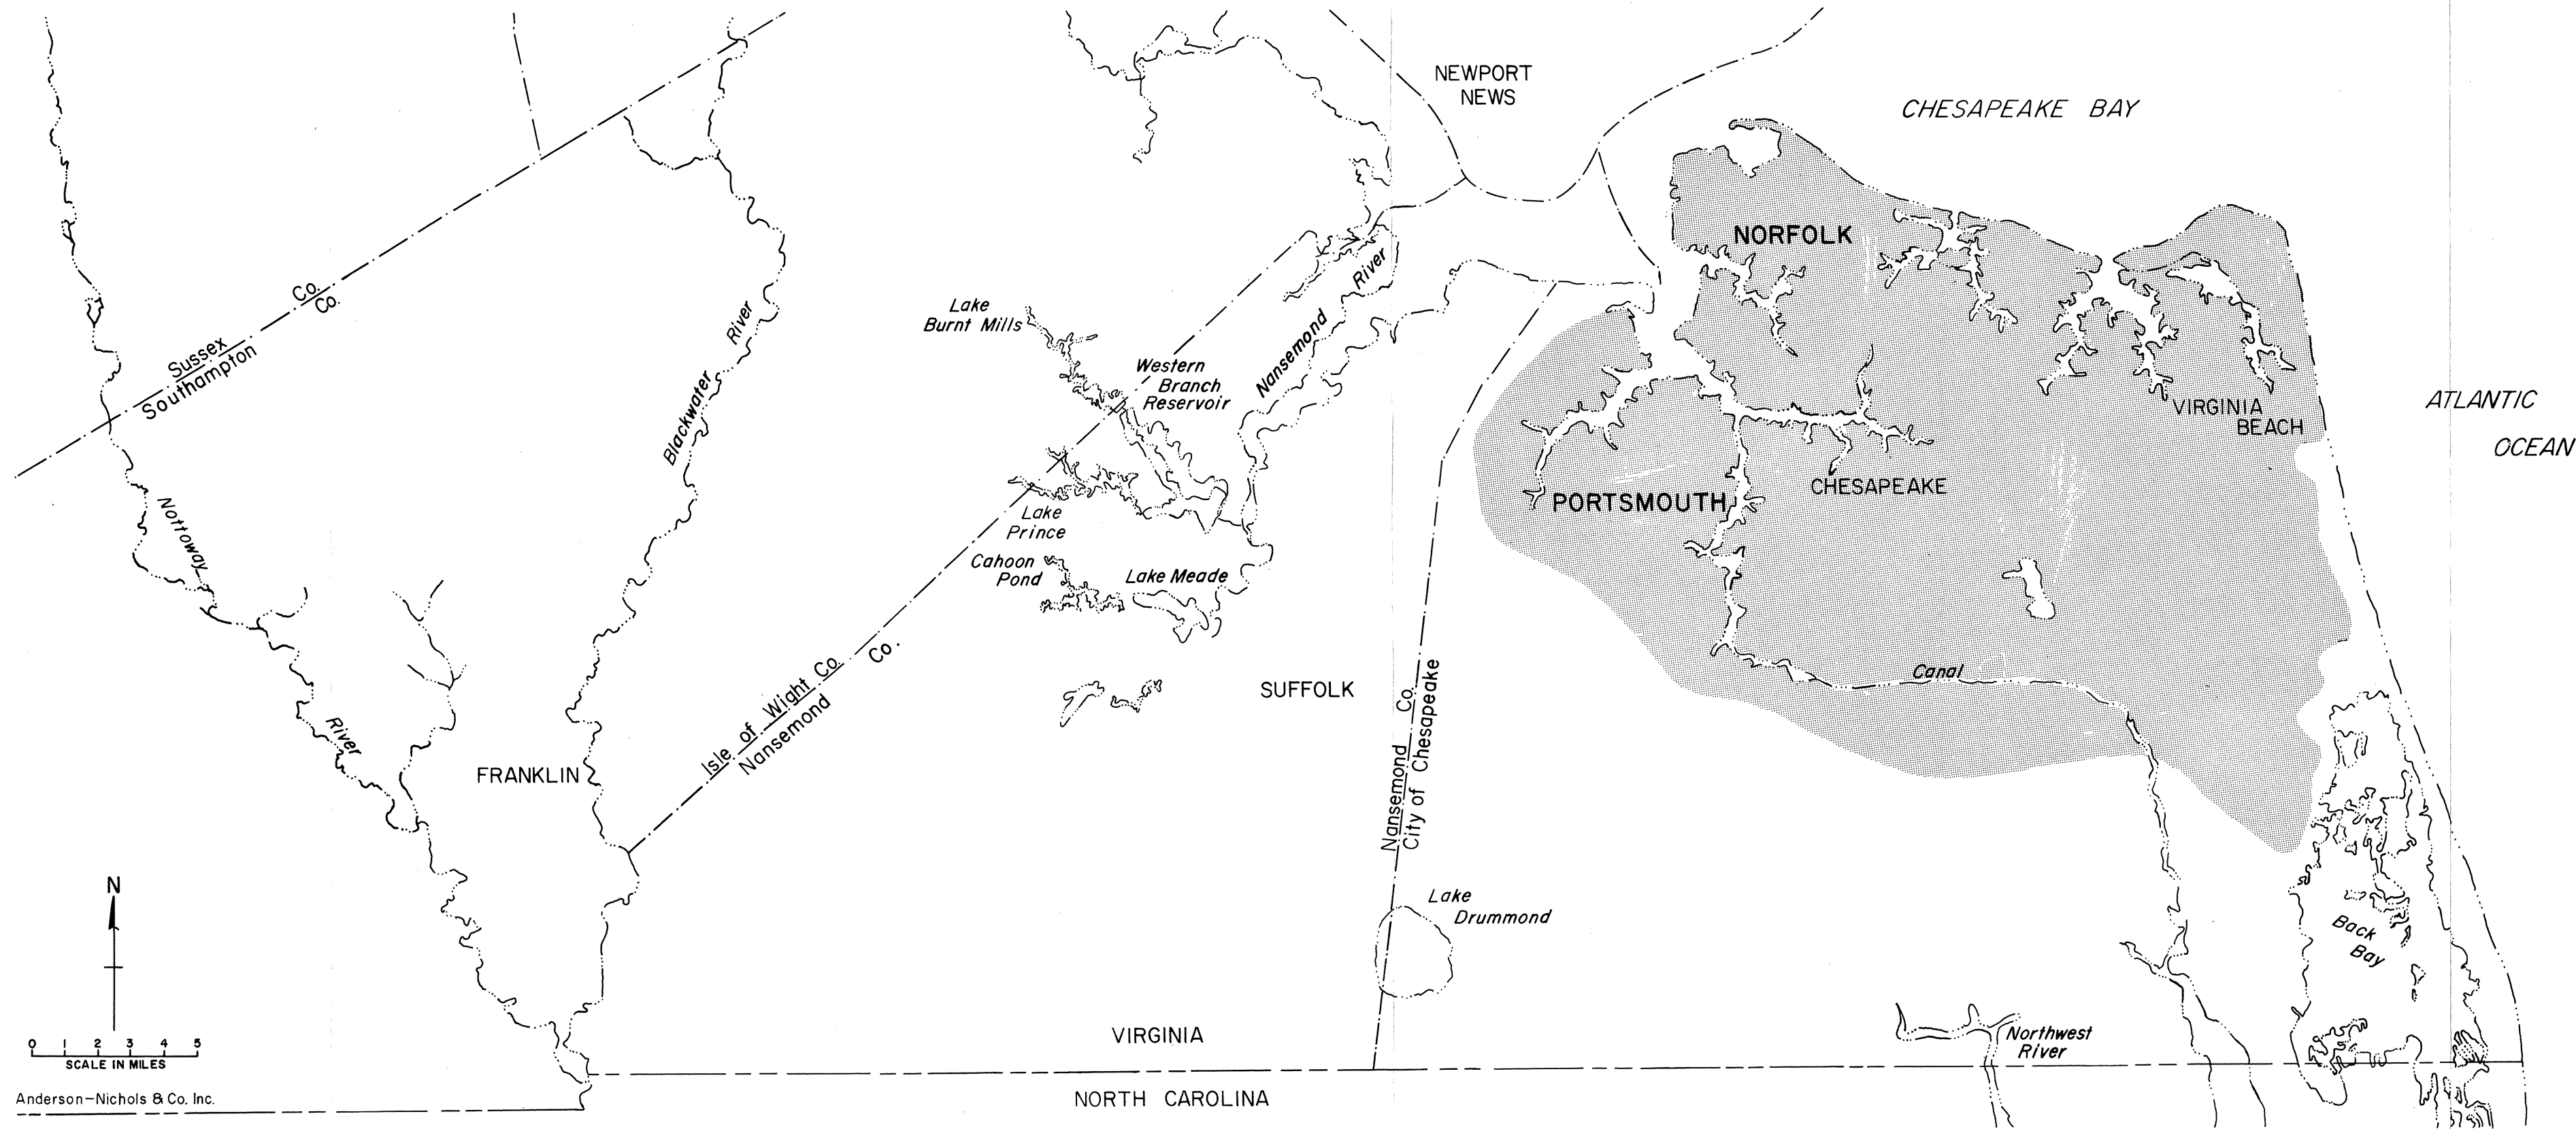 NEWPORT
NEWS
CHESAPEAKE BAY
NORFOLK
Nansemond River
Lake
Burnt Mills
Co.
Co.
Sussex
Southampton
Blackwater River
Western
Branch
Reservoir
VIRGINIA
BEACH
ATLANTIC
OCEAN
PORTSMOUTH
CHESAPEAKE
Nottoway River
Lake
Prince
Cahoon
Pond
Lake Meade
Isle of Wight Co.
Nansemond Co.
SUFFOLK
Nansemond Co.
City of Chesapeake
Canal
FRANKLIN
N
Lake
Drummond
Back
Bay
VIRGINIA
Northwest
River
0 1 2 3 4 5
SCALE IN MILES
Anderson-Nichols & Co. Inc.
NORTH CAROLINA